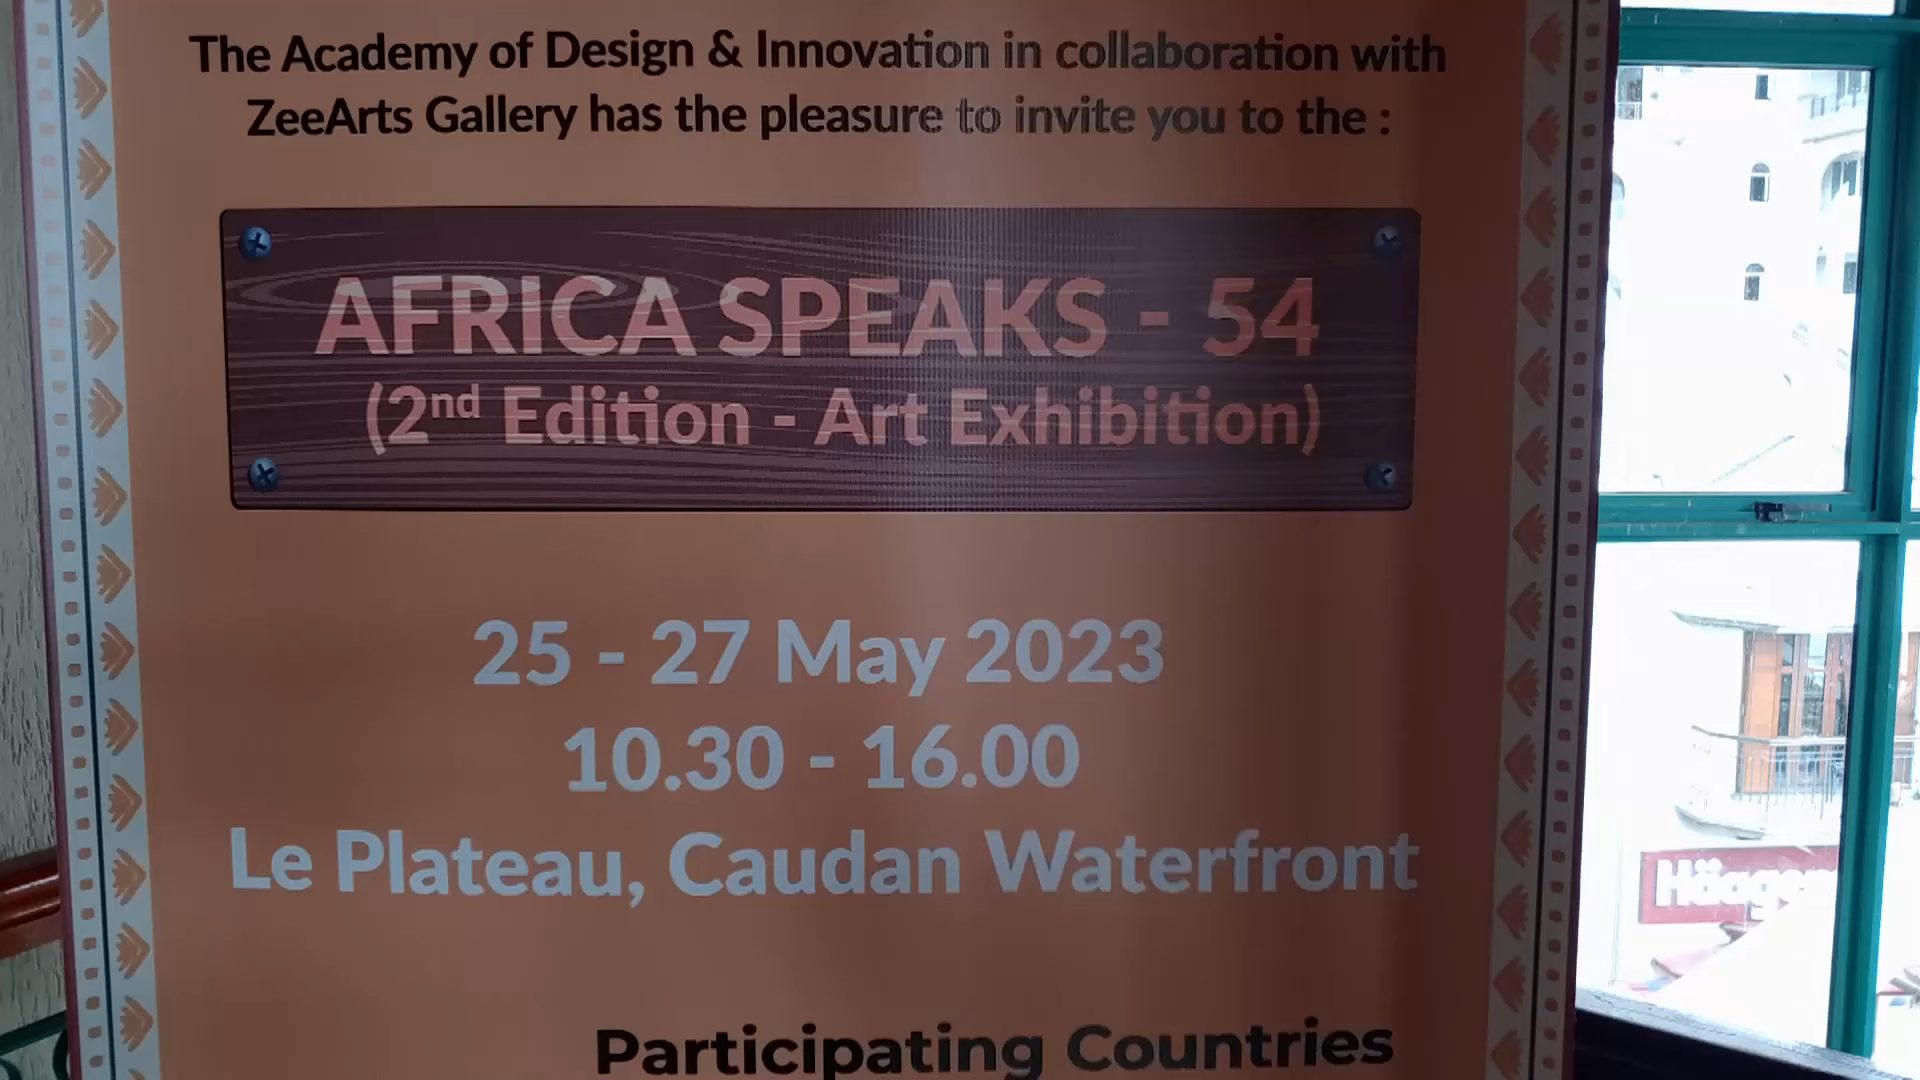 The Academy of Design & Innovation in collaboration with
ZeeArts Gallery has the pleasure to invite you to the :
AFRICA SPEAKS - 54
(2nd Edition - Art Exhibition)
25 - 27 May 2023
10.30 - 16.00
Le Plateau, Caudan Waterfront
Participating Countries